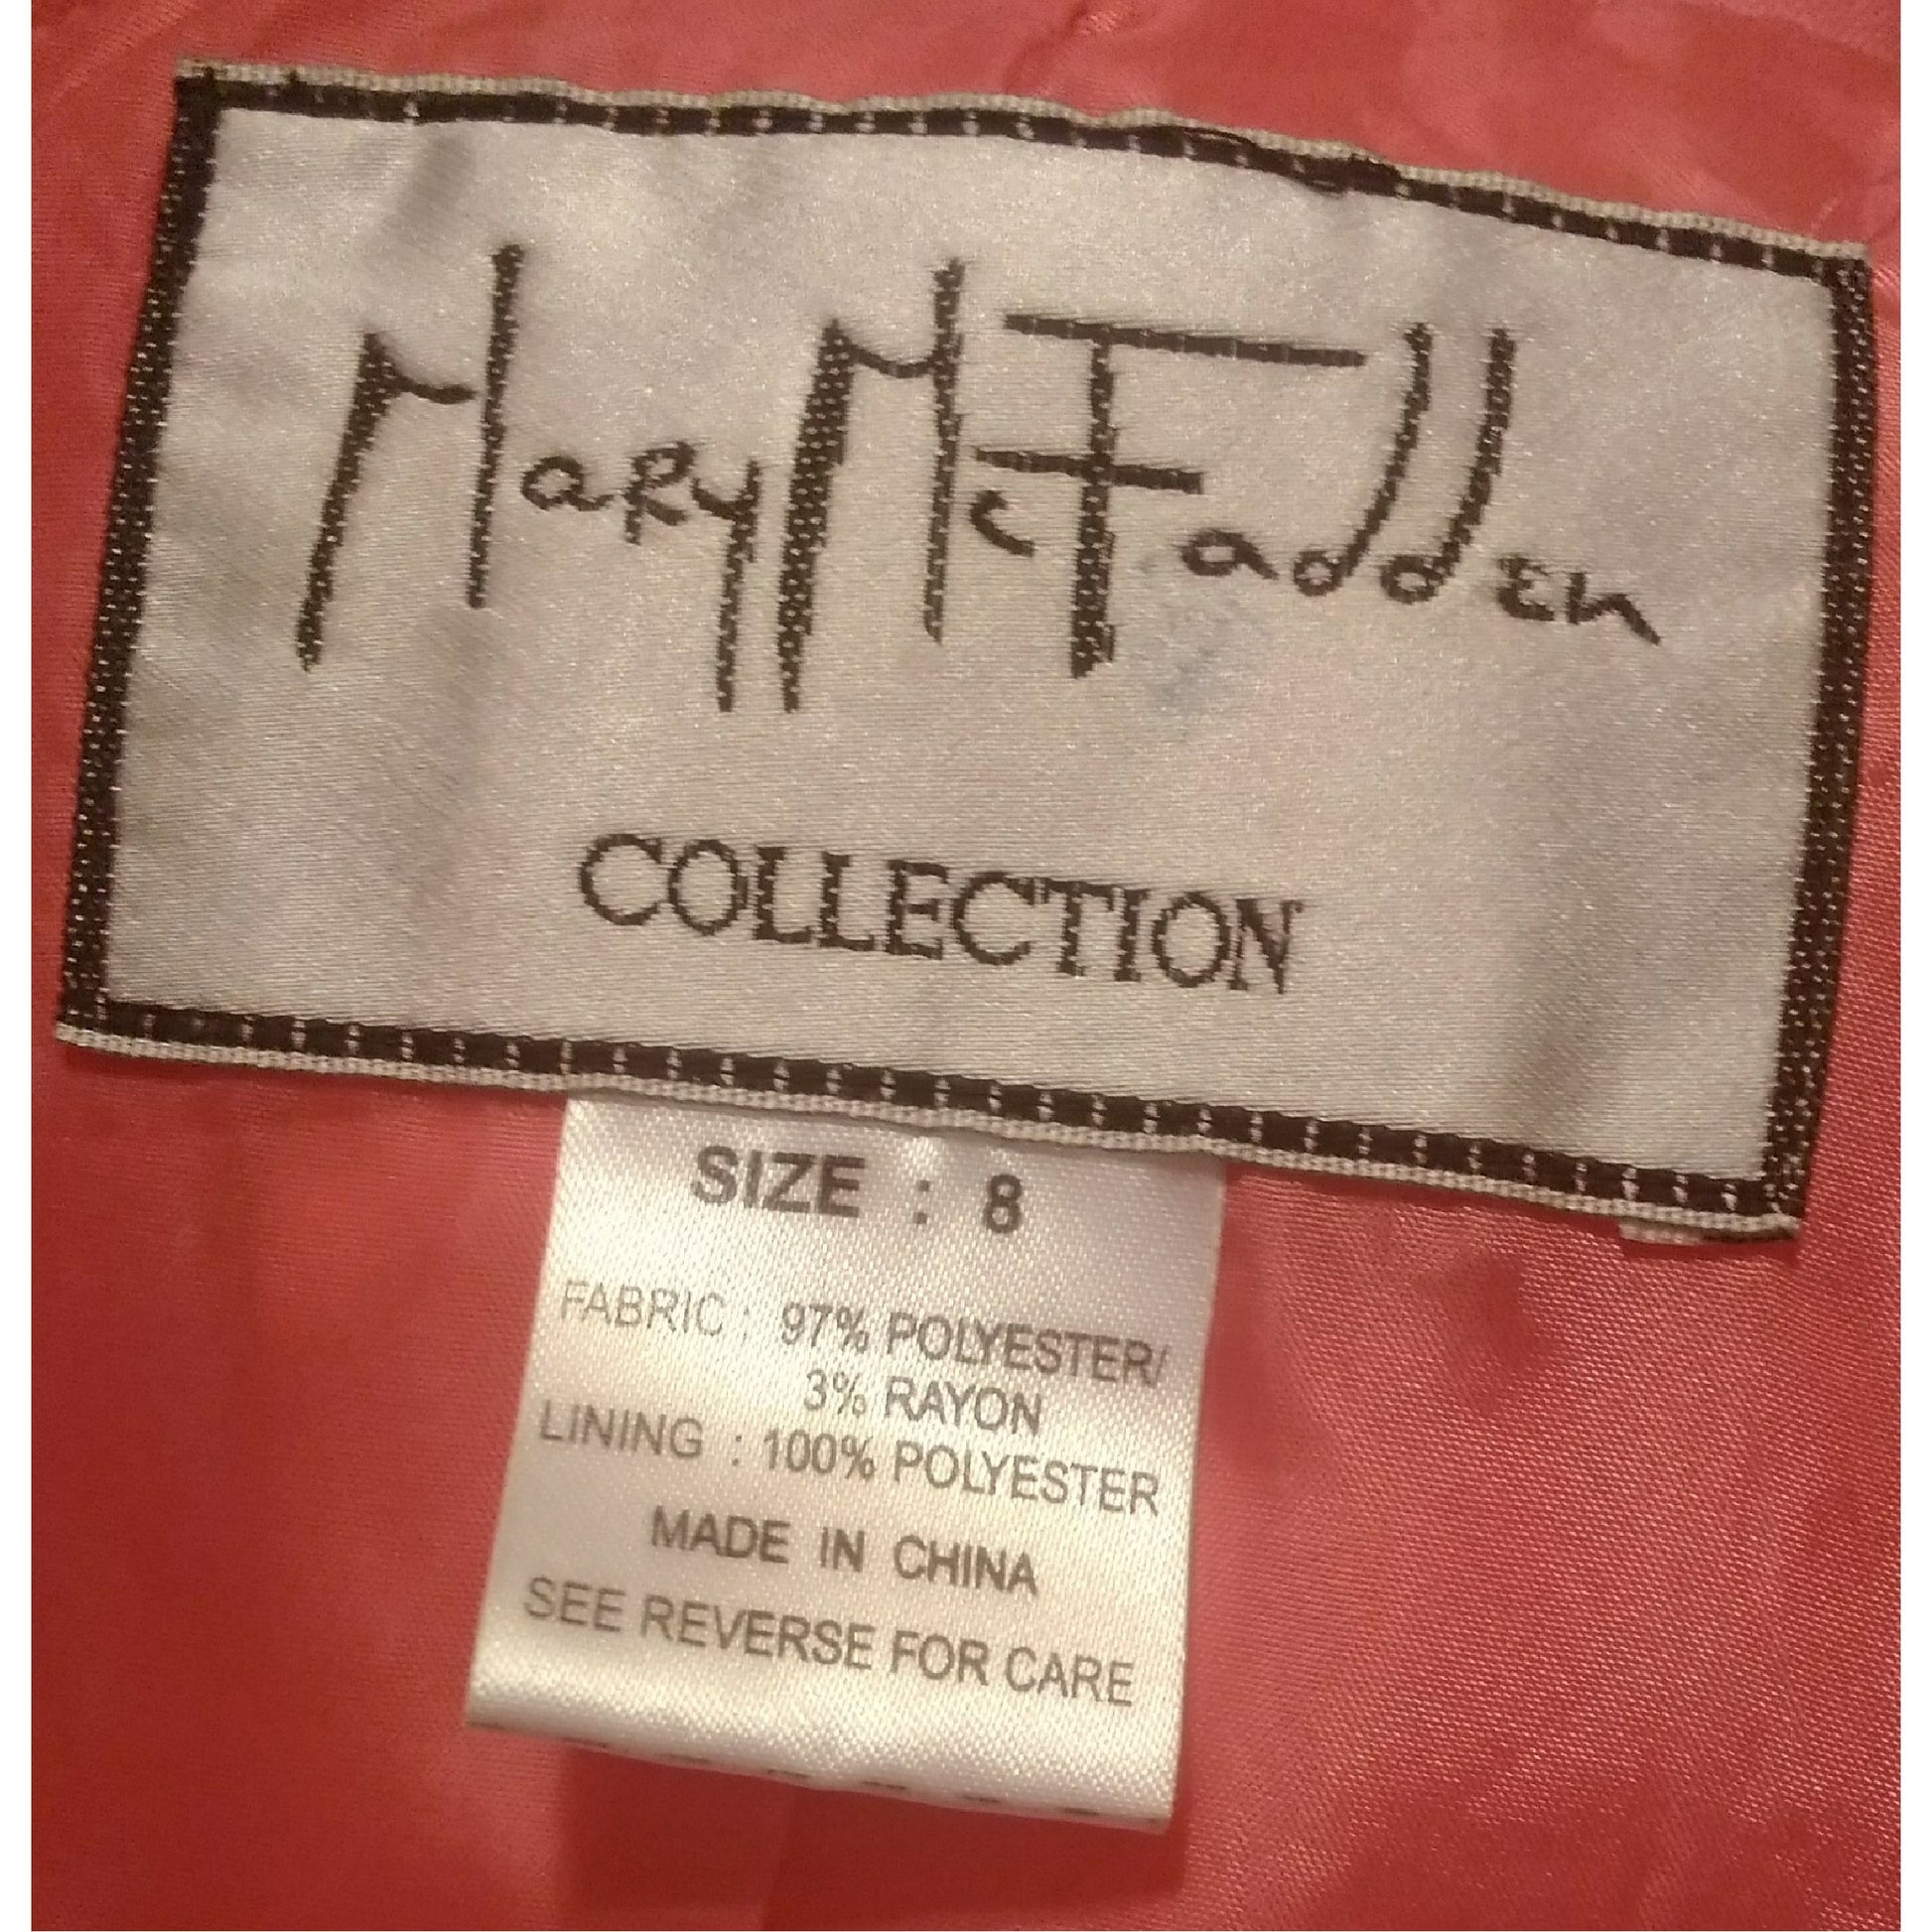 Mary McFadden
COLLECTION
SIZE : 8
FABRIC : 97% POLYESTER/
3% RAYON
LINING : 100% POLYESTER
MADE IN CHINA
SEE REVERSE FOR CARE